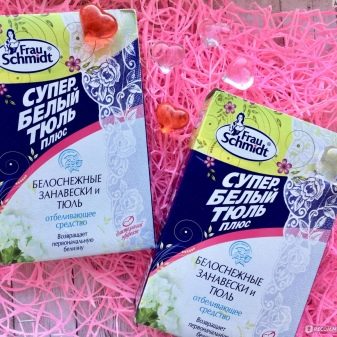 Frau
Schmidt
СУПЕР
БЕЛЫЙ
ТЮЛЬ
ПЛЮС
БЕЛОСНЕЖНЫЕ
ЗАНАВЕСКИ и
ТЮЛЬ
отбеливающее
средство
Возвращает
первоначальную
белизну
Frau
Schmidt
СУПЕР
БЕЛЫЙ
ТЮЛЬ
ПЛЮС
БЕЛОСНЕЖНЫЕ
ЗАНАВЕСКИ и
ТЮЛЬ
отбеливающее
средство
Возвращает
первоначальную